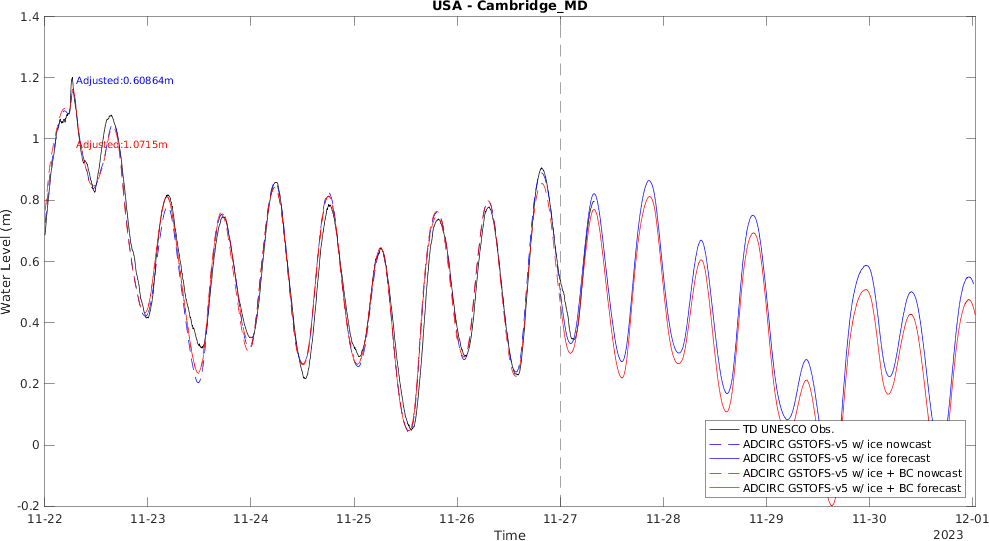 USA - Cambridge_MD
1.4
1.2
Adjusted:0.60864m
1
Adjusted:1.0715m
0.8
0.6
0.4
0.2
0
-0.2
Water Level (m)
TD UNESCO Obs.
ADCIRC GSTOFS-v5 w/ ice nowcast
ADCIRC GSTOFS-v5 w/ ice forecast
ADCIRC GSTOFS-v5 w/ ice + BC nowcast
ADCIRC GSTOFS-v5 w/ ice + BC forecast
11-22 11-23 11-24 11-25 11-26 11-27 11-28 11-29 11-30 12-01
Time
2023